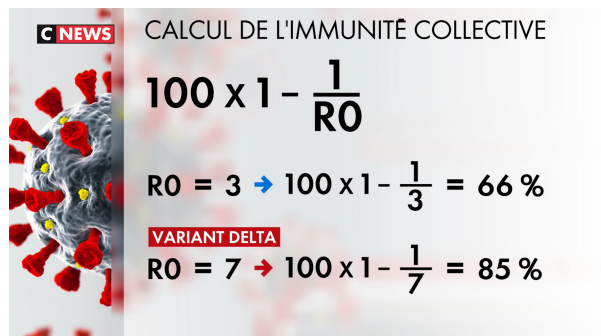 C NEWS
CALCUL DE L'IMMUNITÉ COLLECTIVE
100 x 1 - 1/R0
R0 = 3 → 100 x 1 - 1/3 = 66 %
VARIANT DELTA
R0 = 7 → 100 x 1 - 1/7 = 85 %